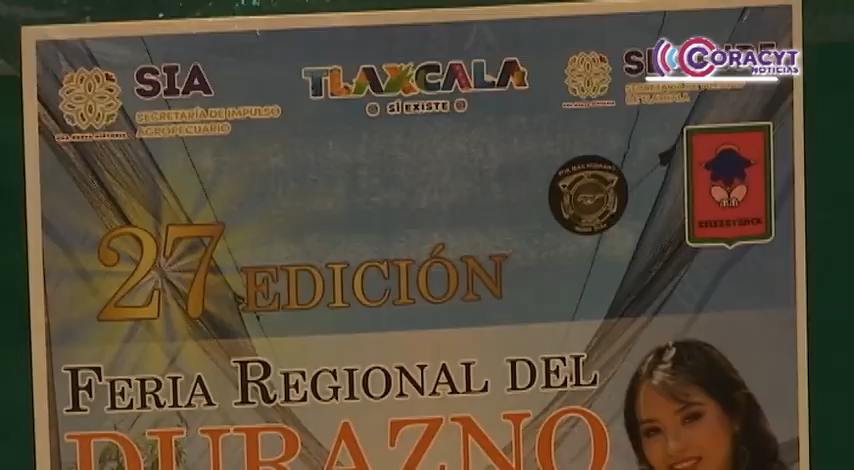 SIA
SECRETARÍA DE IMPULSO
AGROPECUARIO
TLAXCALA
SÍ EXISTE
CORACYT
NOTICIAS
27 EDICIÓN
FERIA REGIONAL DEL
DURAZNO